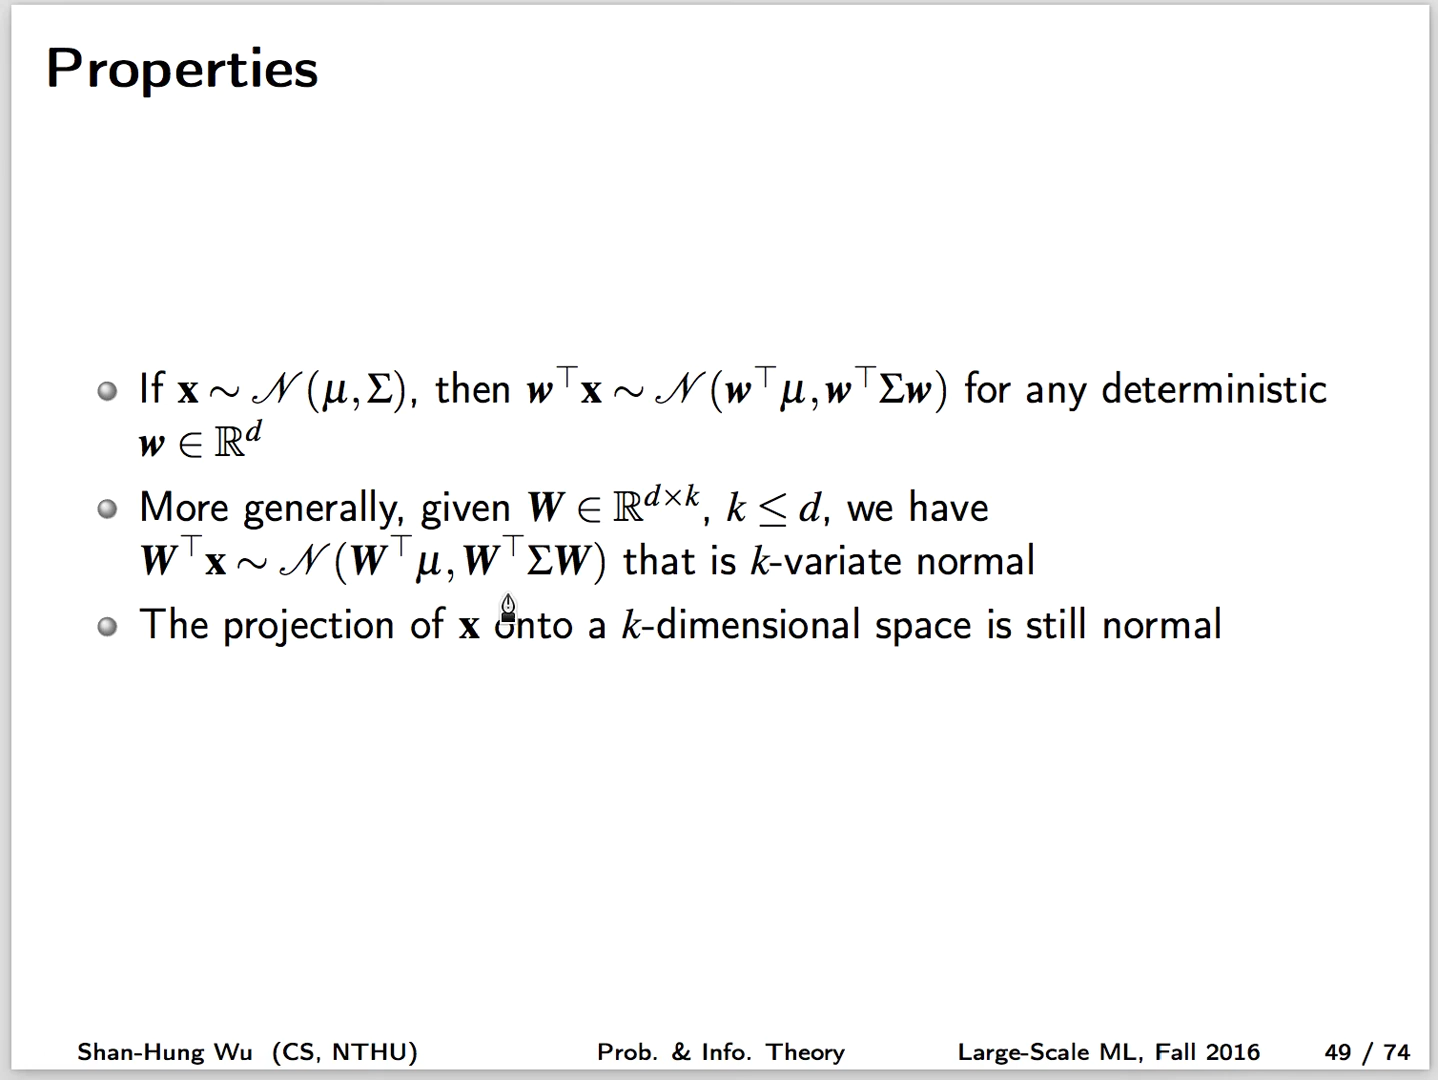 Properties
If x ∼ 𝒩(μ,Σ), then w⊤x ∼ 𝒩(w⊤μ,w⊤Σw) for any deterministic
w ∈ ℝ^d
More generally, given W ∈ ℝ^{d×k}, k ≤ d, we have
W⊤x ∼ 𝒩(W⊤μ,W⊤ΣW) that is k-variate normal
The projection of x onto a k-dimensional space is still normal
Shan-Hung Wu (CS, NTHU) Prob. & Info. Theory Large-Scale ML, Fall 2016 49 / 74